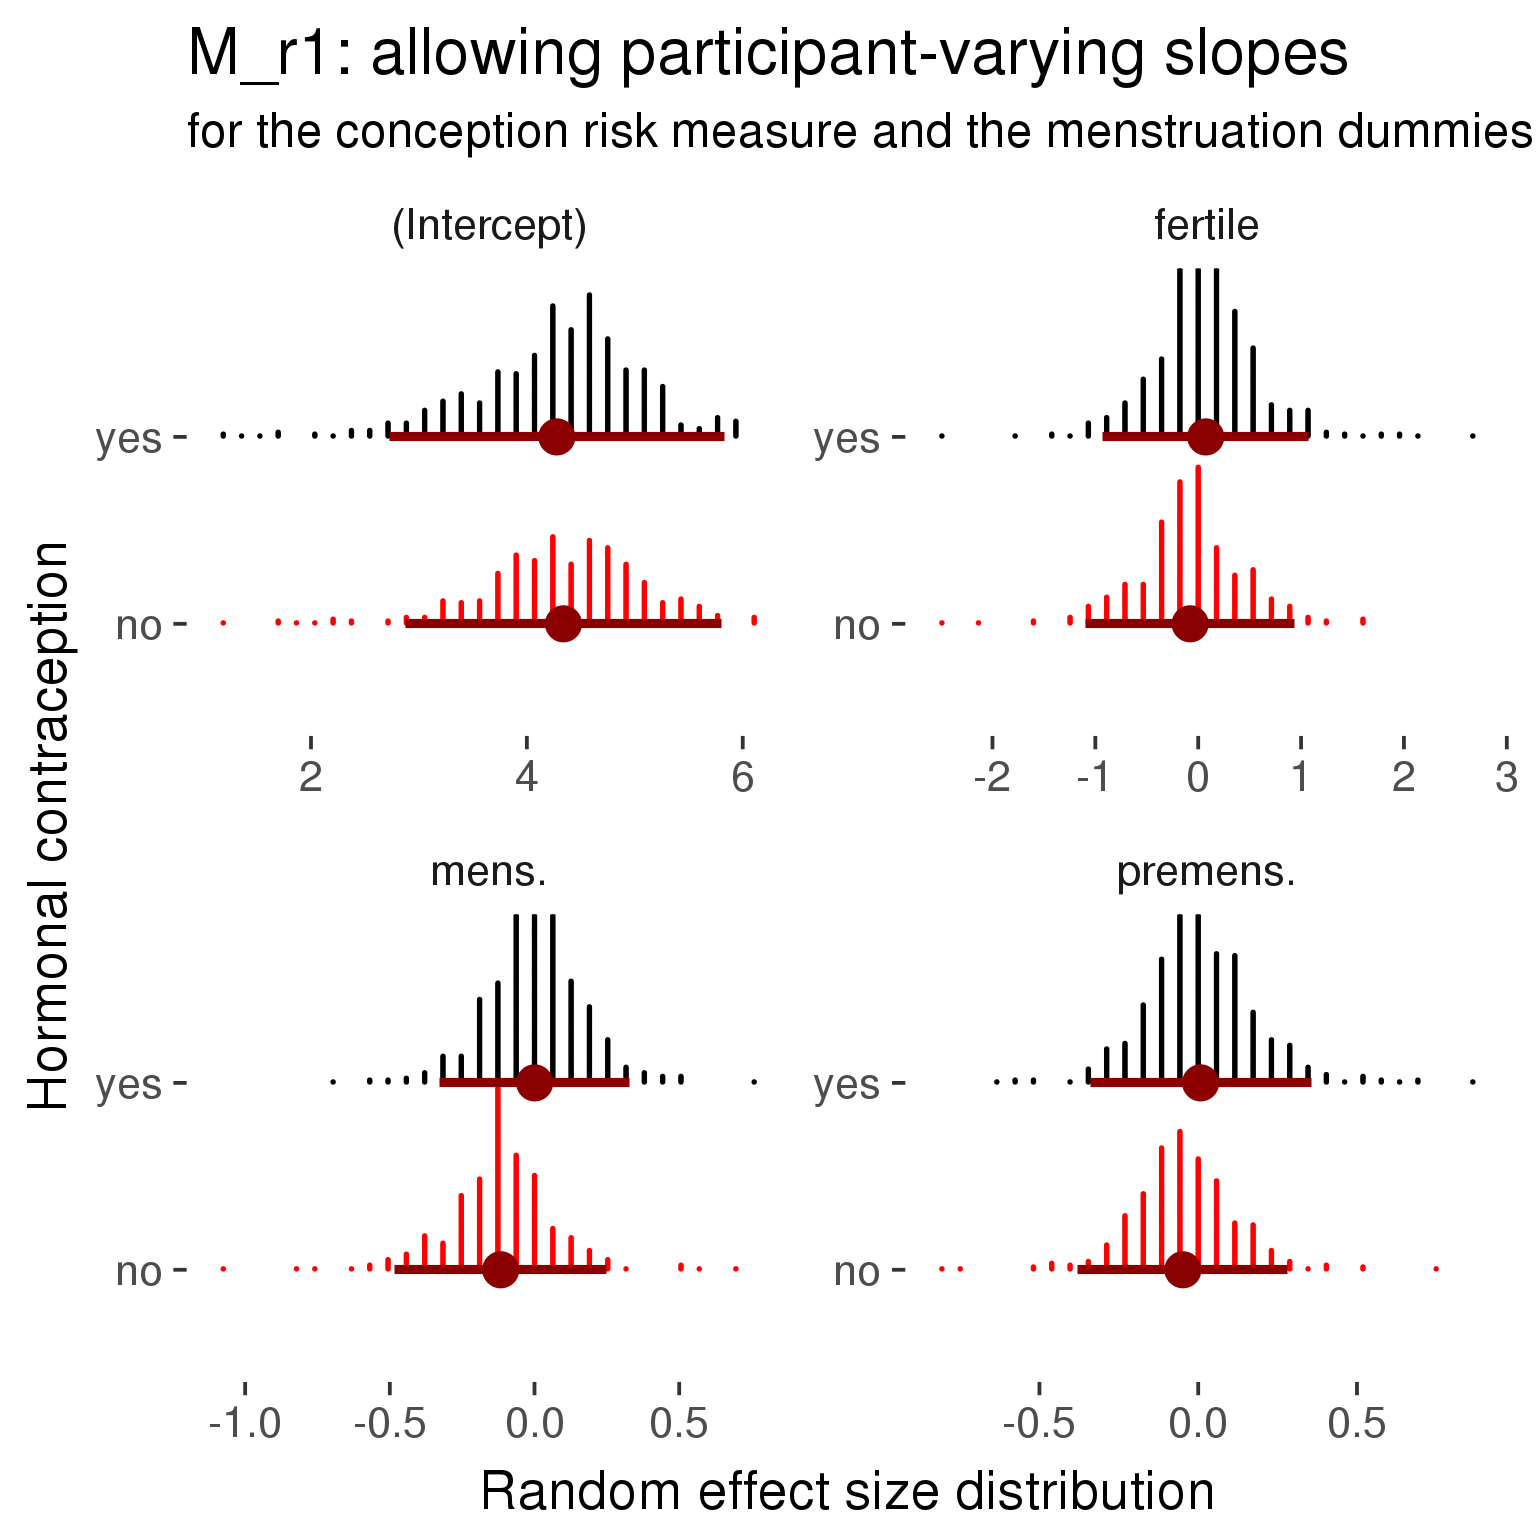 M_r1: allowing participant-varying slopes
for the conception risk measure and the menstruation dummies
(Intercept)
fertile
yes
no
yes
no
2 4 6
-2 -1 0 1 2 3
Hormonal contraception
mens.
premens.
yes
no
yes
no
-1.0 -0.5 0.0 0.5
-0.5 0.0 0.5
Random effect size distribution